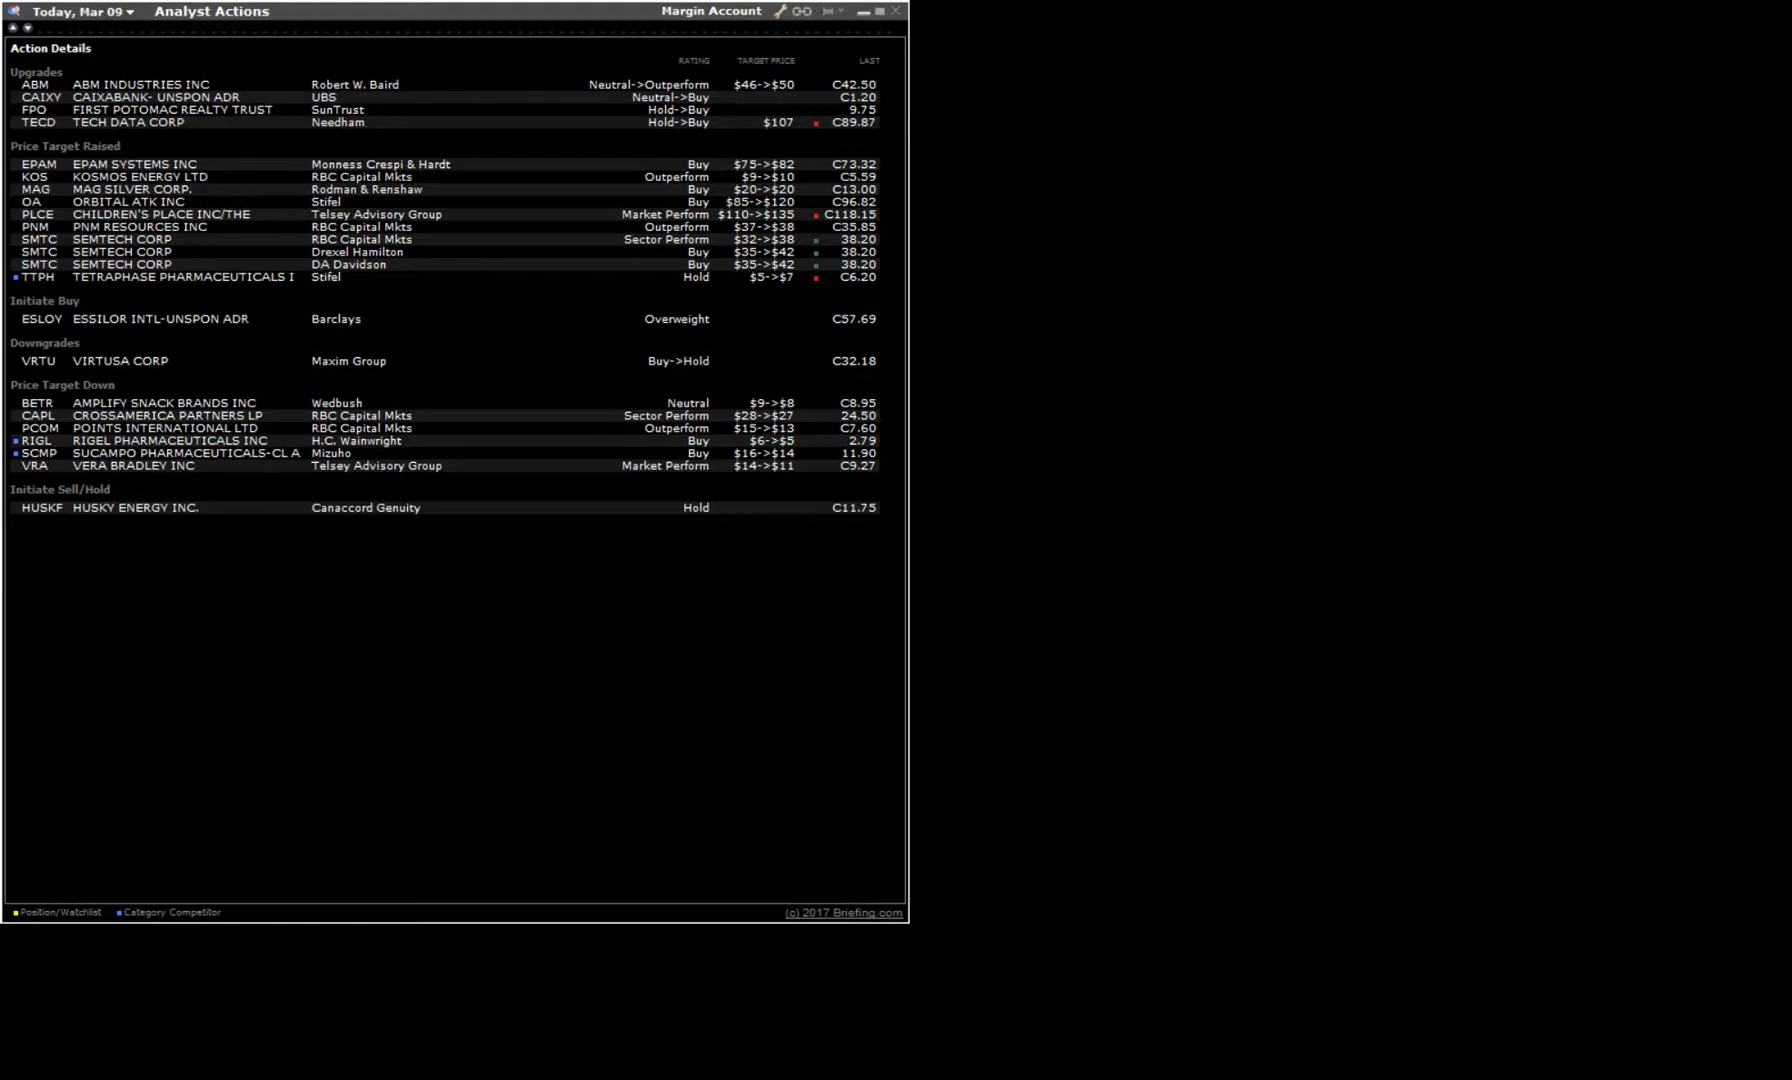 Today, Mar 09 Analyst Actions Margin Account
Action Details
RATING TARGET PRICE LAST
Upgrades
ABM ABM INDUSTRIES INC Robert W. Baird Neutral->Outperform $46->$50 C42.50
CAIXY CAIXABANK- UNSPON ADR UBS Neutral->Buy C1.20
FPO FIRST POTOMAC REALTY TRUST SunTrust Hold->Buy 9.75
TECD TECH DATA CORP Needham Hold->Buy $107 C89.87
Price Target Raised
EPAM EPAM SYSTEMS INC Monness Crespi & Hardt Buy $75->$82 C73.32
KOS KOSMOS ENERGY LTD RBC Capital Mkts Outperform $9->$10 C5.59
MAG MAG SILVER CORP. Rodman & Renshaw Buy $20->$20 C13.00
OA ORBITAL ATK INC Stifel Buy $85->$120 C96.82
PLCE CHILDREN'S PLACE INC/THE Telsey Advisory Group Market Perform $110->$135 C118.15
PNM PNM RESOURCES INC RBC Capital Mkts Outperform $37->$38 C35.85
SMTC SEMTECH CORP RBC Capital Mkts Sector Perform $32->$38 38.20
SMTC SEMTECH CORP Drexel Hamilton Buy $35->$42 38.20
SMTC SEMTECH CORP DA Davidson Buy $35->$42 38.20
TTPH TETRAPHASE PHARMACEUTICALS I Stifel Hold $5->$7 C6.20
Initiate Buy
ESLOY ESSILOR INTL-UNSPON ADR Barclays Overweight C57.69
Downgrades
VRTU VIRTUSA CORP Maxim Group Buy->Hold C32.18
Price Target Down
BETR AMPLIFY SNACK BRANDS INC Wedbush Neutral $9->$8 C8.95
CAPL CROSSAMERICA PARTNERS LP RBC Capital Mkts Sector Perform $28->$27 24.50
PCOM POINTS INTERNATIONAL LTD RBC Capital Mkts Outperform $15->$13 C7.60
RIGL RIGEL PHARMACEUTICALS INC H.C. Wainwright Buy $6->$5 2.79
SCMP SUCAMPO PHARMACEUTICALS-CL A Mizuho Buy $16->$14 11.90
VRA VERA BRADLEY INC Telsey Advisory Group Market Perform $14->$11 C9.27
Initiate Sell/Hold
HUSKF HUSKY ENERGY INC. Canaccord Genuity Hold C11.75
Position/Watchlist Category Competitor (c) 2017 Briefing.com